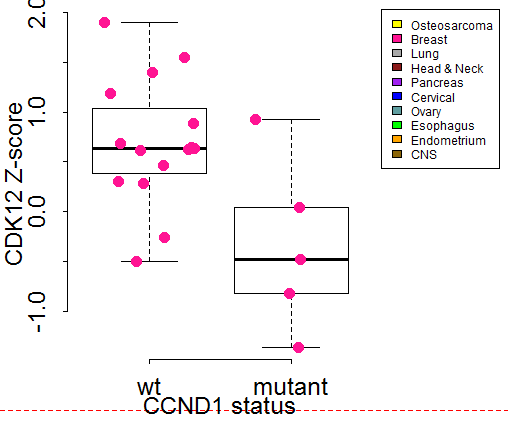 2.0
1.0
0.0
-1.0
CDK12 Z-score
wt
mutant
CCND1 status
Osteosarcoma
Breast
Lung
Head & Neck
Pancreas
Cervical
Ovary
Esophagus
Endometrium
CNS